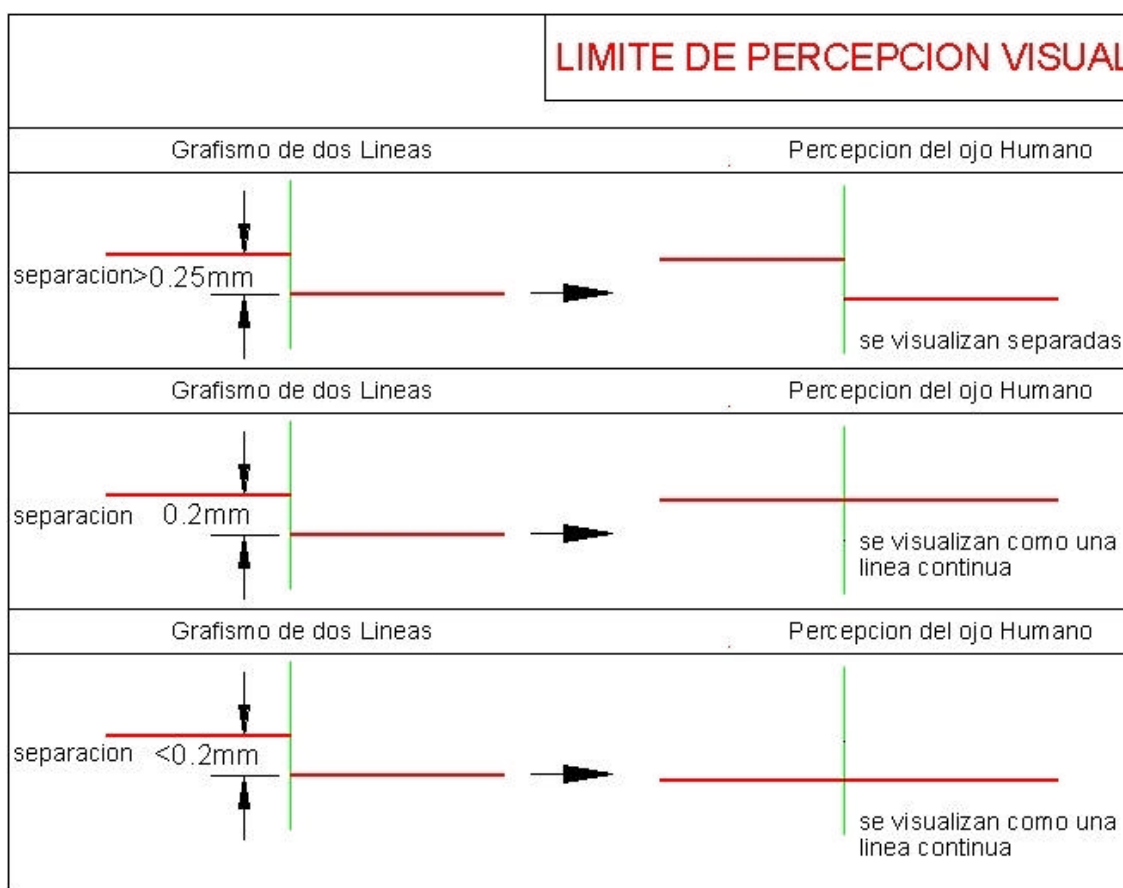 LIMITE DE PERCEPCION VISUAL
Grafismo de dos Lineas
Percepcion del ojo Humano
separacion>0.25mm
se visualizan separadas
Grafismo de dos Lineas
Percepcion del ojo Humano
separacion 0.2mm
se visualizan como una
linea continua
Grafismo de dos Lineas
Percepcion del ojo Humano
separacion <0.2mm
se visualizan como una
linea continua